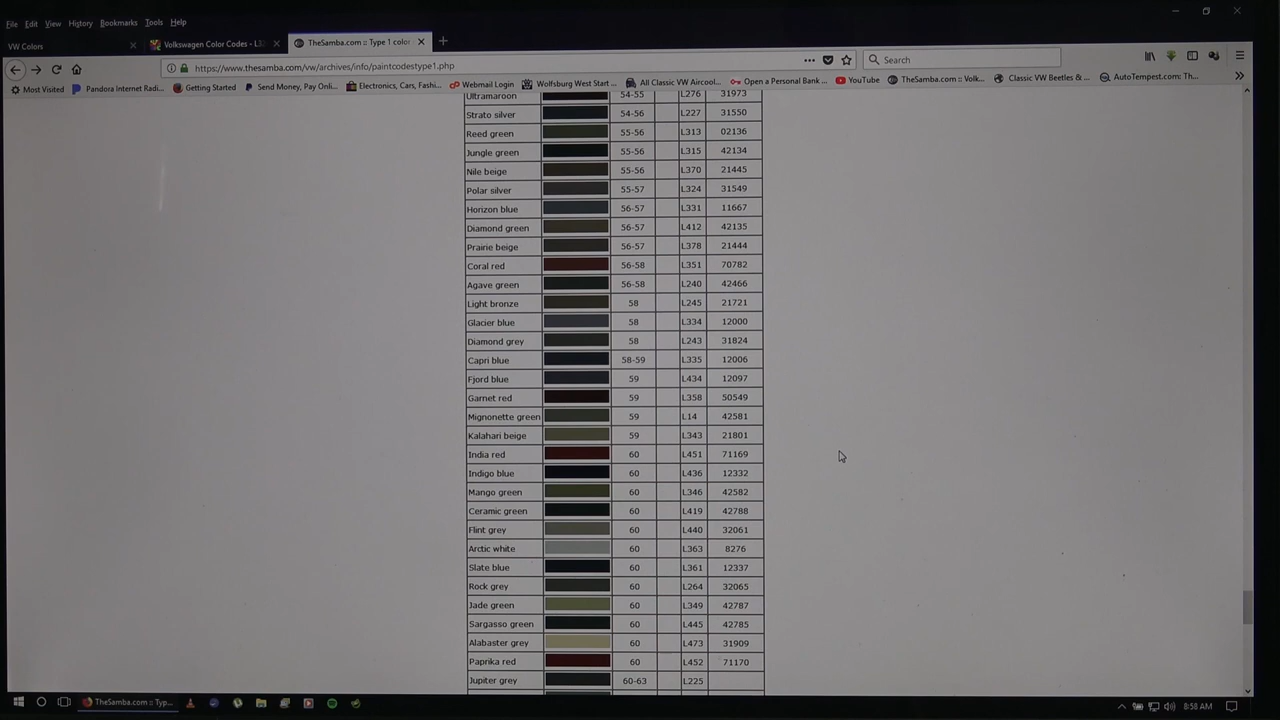 File Edit View History Bookmarks Tools Help
VW Colors × Volkswagen Color Codes - L3 × TheSamba.com :: Type 1 color × +
https://www.thesamba.com/vw/archives/info/paintcodestype1.php Search
Most Visited Pandora Internet Radi... Getting Started Send Money, Pay Onli... Electronics, Cars, Fashi... Webmail Login Wolfsburg West Start ... All Classic VW Aircool... Open a Personal Bank ... YouTube TheSamba.com :: Volk... Classic VW Beetles & ... AutoTempest.com: Th...
Ultramaroon 54-55 L276 31973
Strato silver 54-56 L227 31550
Reed green 55-56 L313 02136
Jungle green 55-56 L315 42134
Nile beige 55-56 L370 21445
Polar silver 55-57 L324 31549
Horizon blue 56-57 L331 11667
Diamond green 56-57 L412 42135
Prairie beige 56-57 L378 21444
Coral red 56-58 L351 70782
Agave green 56-58 L240 42466
Light bronze 58 L245 21721
Glacier blue 58 L334 12000
Diamond grey 58 L243 31824
Capri blue 58-59 L335 12006
Fjord blue 59 L434 12097
Garnet red 59 L358 50549
Mignonette green 59 L14 42581
Kalahari beige 59 L343 21801
India red 60 L451 71169
Indigo blue 60 L436 12332
Mango green 60 L346 42582
Ceramic green 60 L419 42788
Flint grey 60 L440 32061
Arctic white 60 L363 8276
Slate blue 60 L361 12337
Rock grey 60 L264 32065
Jade green 60 L349 42787
Sargasso green 60 L445 42785
Alabaster grey 60 L473 31909
Paprika red 60 L452 71170
Jupiter grey 60-63 L225
TheSamba.com :: Typ... 8:58 AM